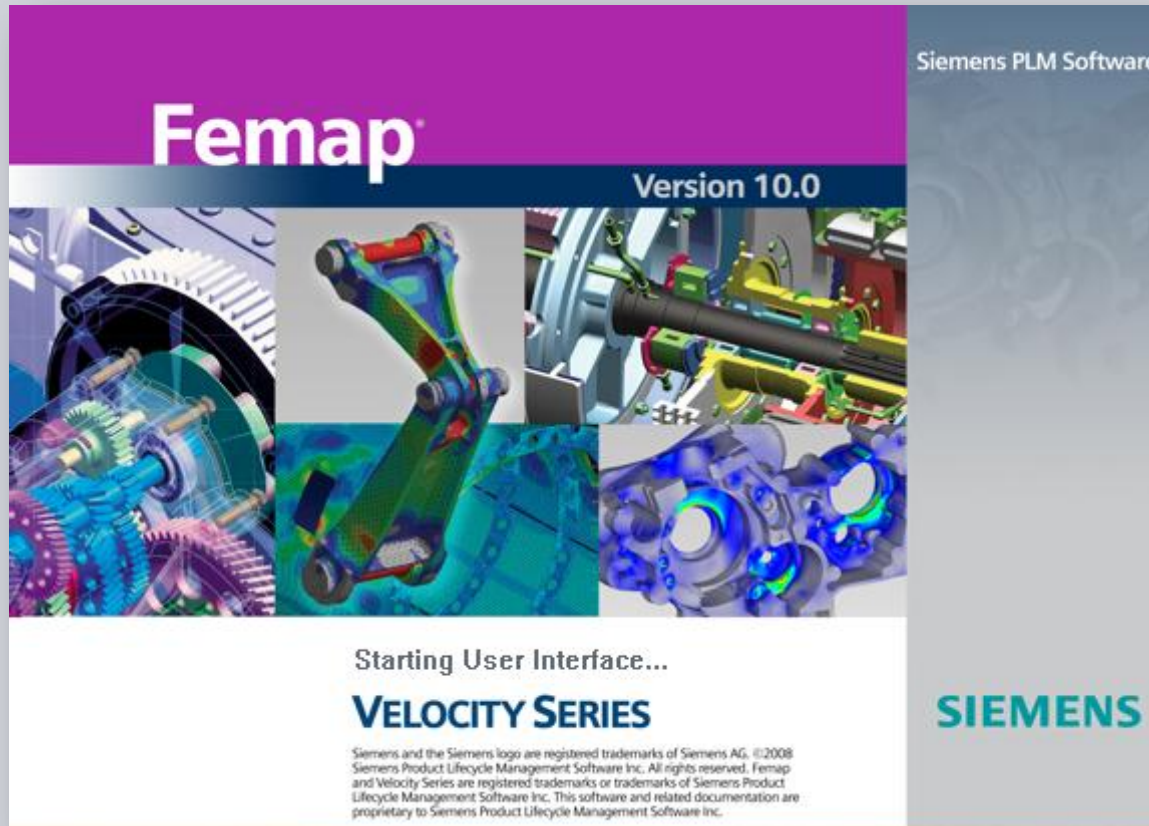 Siemens PLM Software
Femap®
Version 10.0
Starting User Interface...
VELOCITY SERIES
SIEMENS
Siemens and the Siemens logo are registered trademarks of Siemens AG. ©2008
Siemens Product Lifecycle Management Software Inc. All rights reserved. Femap
and Velocity Series are registered trademarks or trademarks of Siemens Product
Lifecycle Management Software Inc. This software and related documentation are
proprietary to Siemens Product Lifecycle Management Software Inc.